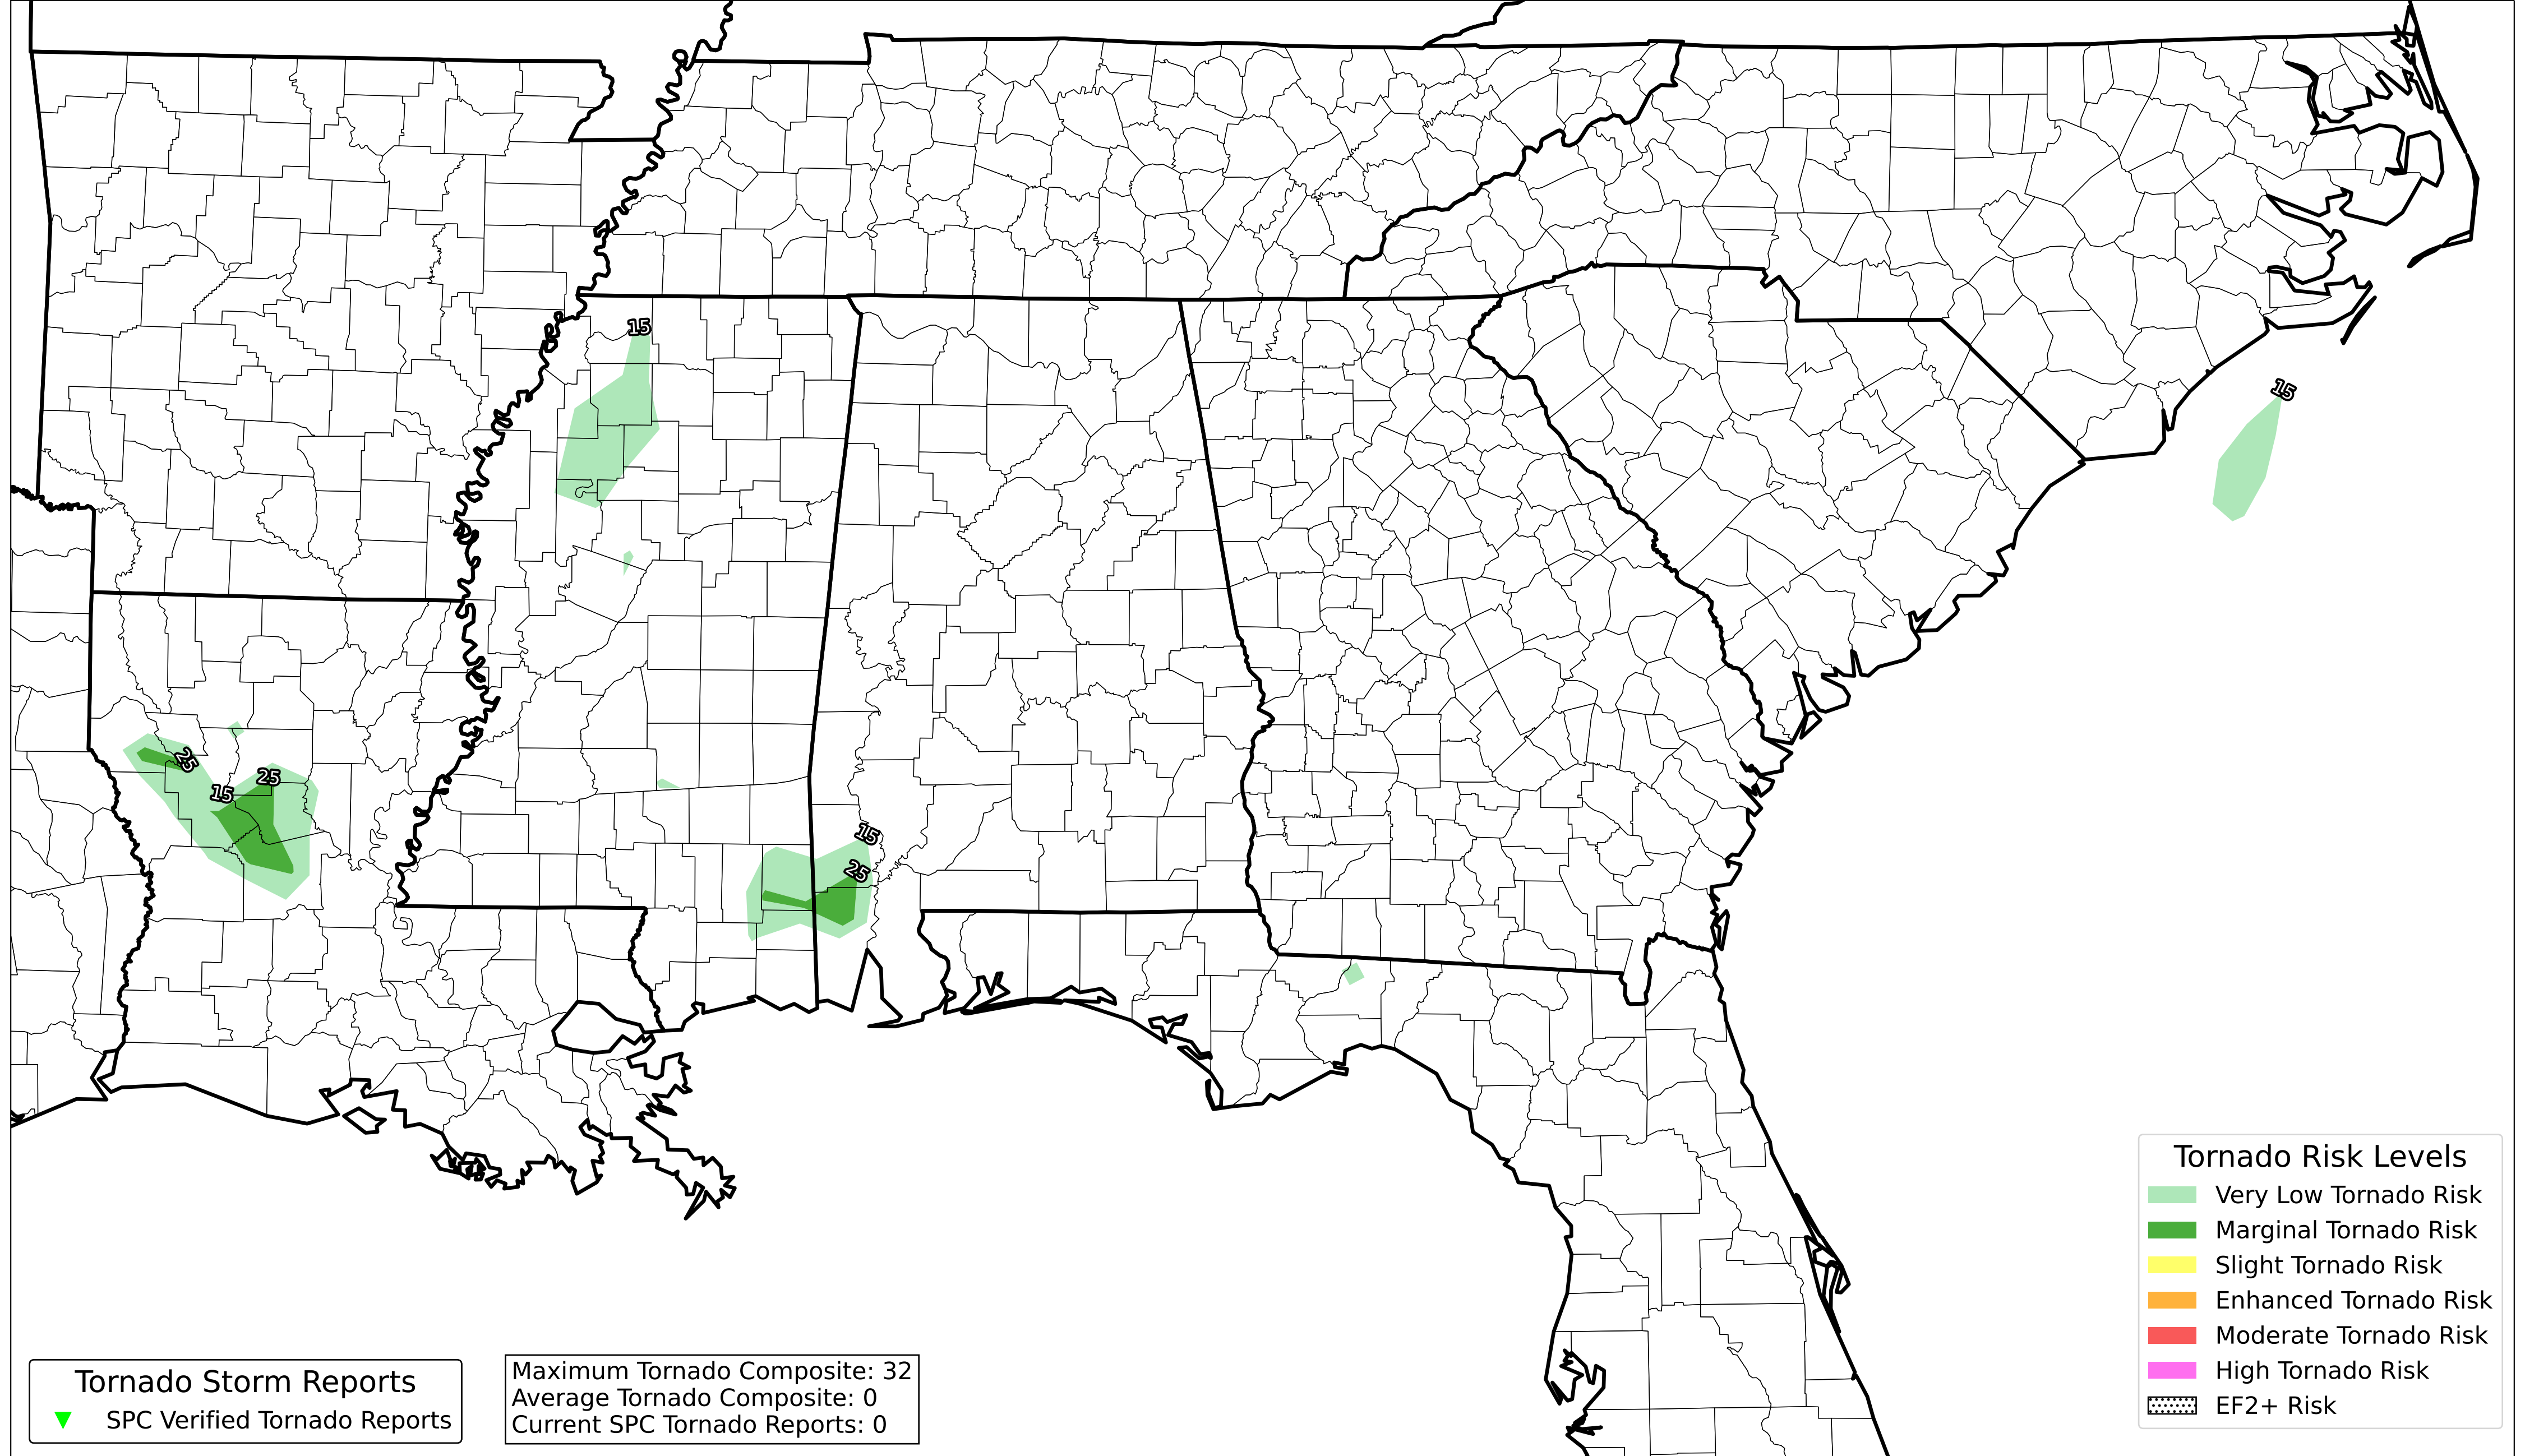 15
15
25
25
15
15
25
Tornado Risk Levels
Very Low Tornado Risk
Marginal Tornado Risk
Slight Tornado Risk
Enhanced Tornado Risk
Moderate Tornado Risk
High Tornado Risk
EF2+ Risk
Tornado Storm Reports
SPC Verified Tornado Reports
Maximum Tornado Composite: 32
Average Tornado Composite: 0
Current SPC Tornado Reports: 0